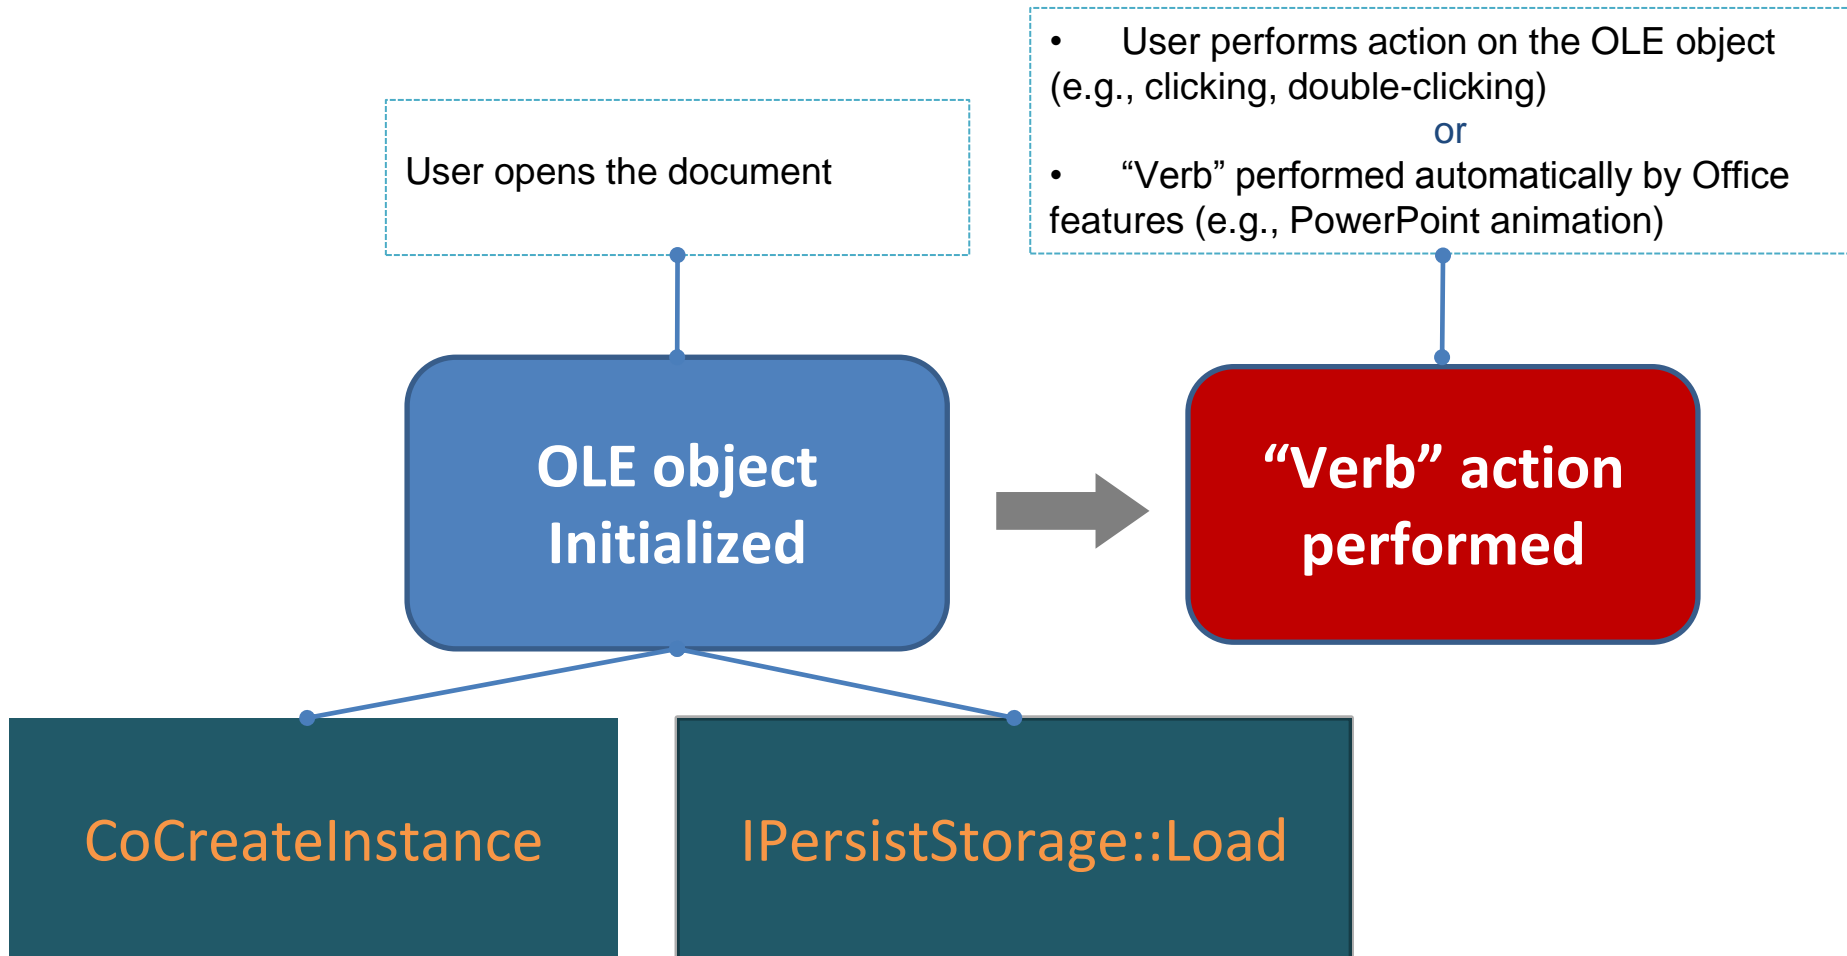 • User performs action on the OLE object
(e.g., clicking, double-clicking)
or
• “Verb” performed automatically by Office
features (e.g., PowerPoint animation)
User opens the document
OLE object
Initialized
“Verb” action
performed
CoCreateInstance
IPersistStorage::Load